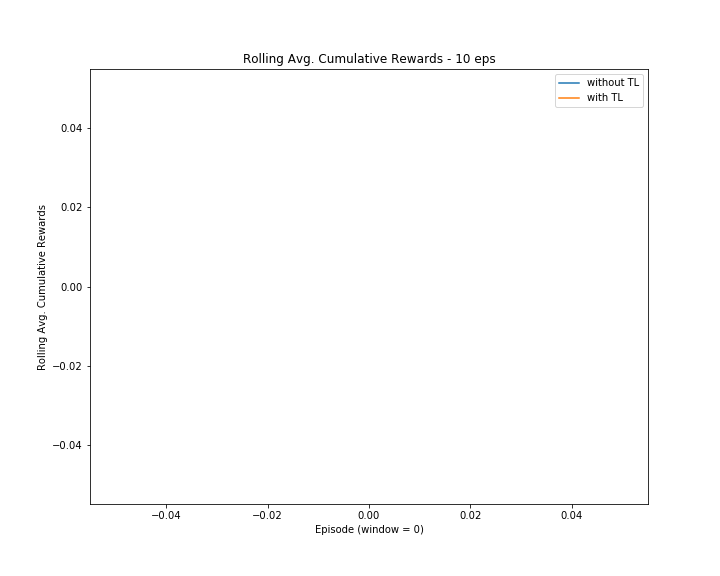 Rolling Avg. Cumulative Rewards - 10 eps
without TL
with TL
Rolling Avg. Cumulative Rewards
0.04
0.02
0.00
−0.02
−0.04
−0.04
−0.02
0.00
0.02
0.04
Episode (window = 0)